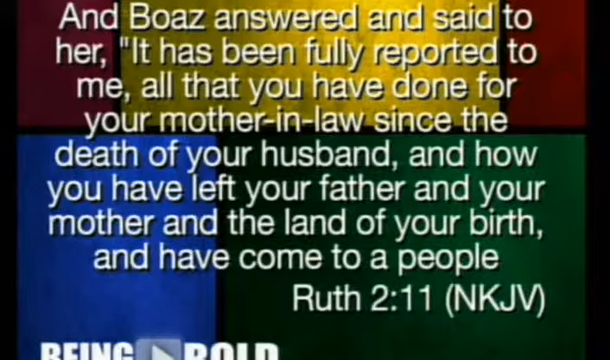 And Boaz answered and said to
her, "It has been fully reported to
me, all that you have done for
your mother-in-law since the
death of your husband, and how
you have left your father and your
mother and the land of your birth,
and have come to a people
Ruth 2:11 (NKJV)
BEING BOLD